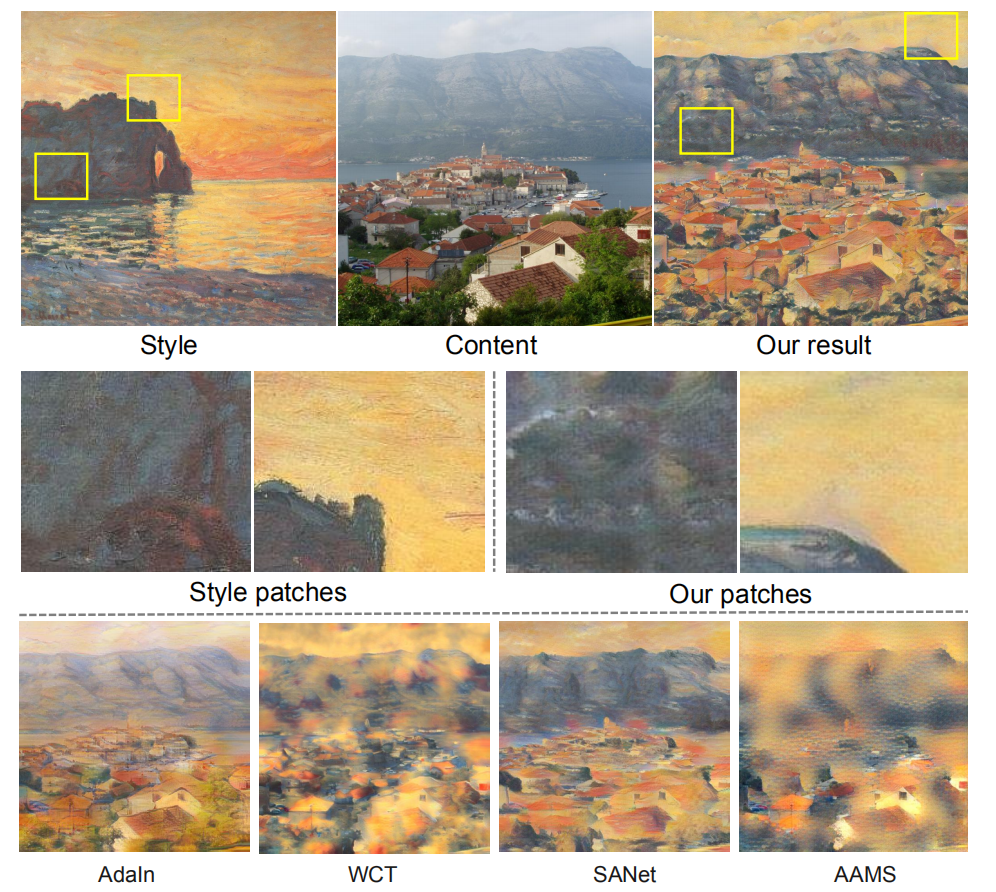 Style
Content
Our result
Style patches
Our patches
AdaIn
WCT
SANet
AAMS